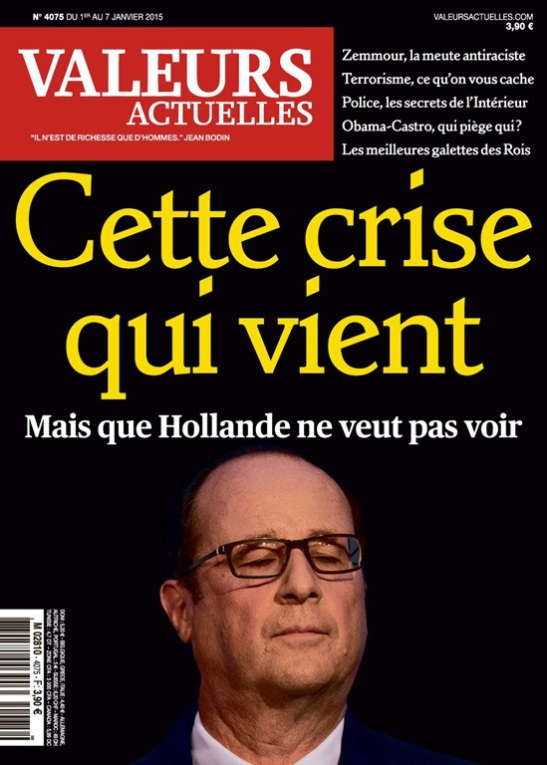 N° 4075 DU 1ER AU 7 JANVIER 2015
VALEURSACTUELLES.COM
3,90 €
VALEURS
ACTUELLES
"IL N'EST DE RICHESSE QUE D'HOMMES." JEAN BODIN
Zemmour, la meute antiraciste
Terrorisme, ce qu'on vous cache
Police, les secrets de l'Intérieur
Obama-Castro, qui piège qui ?
Les meilleures galettes des Rois
Cette crise
qui vient
Mais que Hollande ne veut pas voir
M 02810 - 4075 - F: 3,90 €